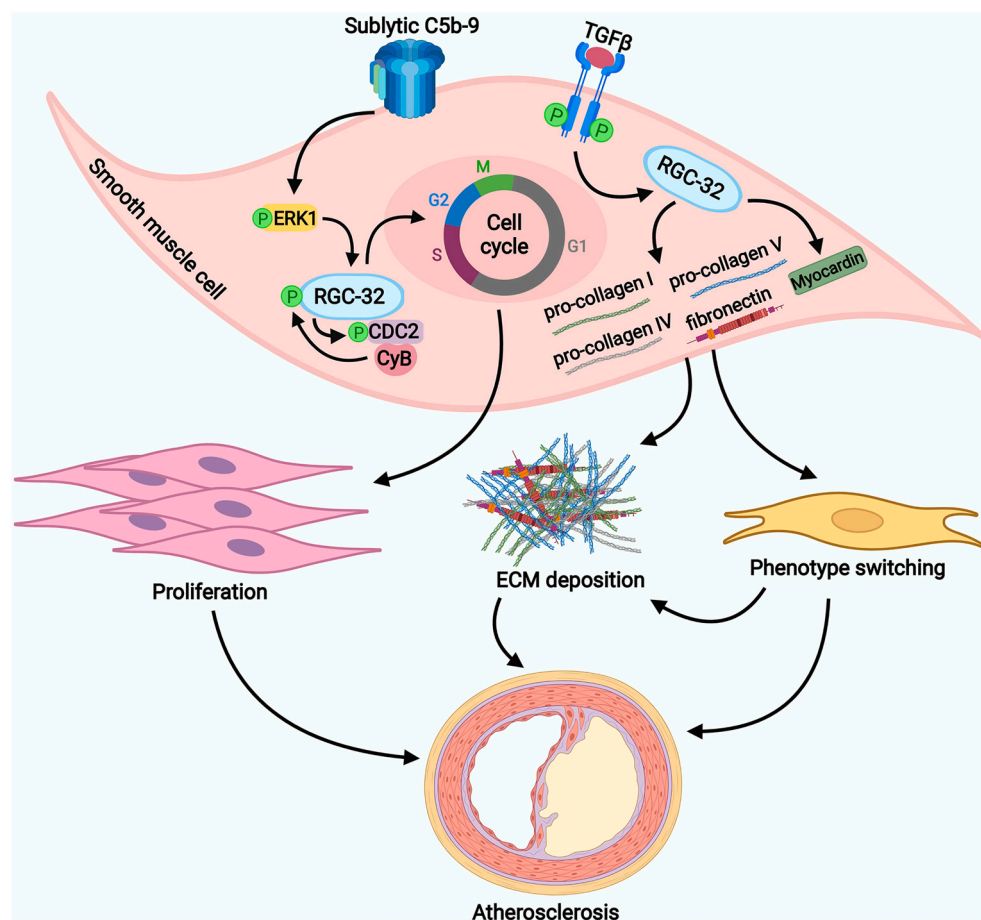 Sublytic C5b-9
TGFβ
P
P
Smooth muscle cell
P
ERK1
P
RGC-32
P
CDC2
CyB
M
G2
S
G1
Cell
cycle
RGC-32
pro-collagen I
pro-collagen V
pro-collagen IV
fibronectin
Myocardin
Proliferation
ECM deposition
Phenotype switching
Atherosclerosis